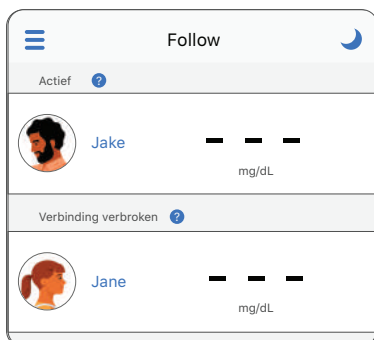 Follow
Actief ?
Jake
– – –
mg/dL
Verbinding verbroken ?
Jane
– – –
mg/dL